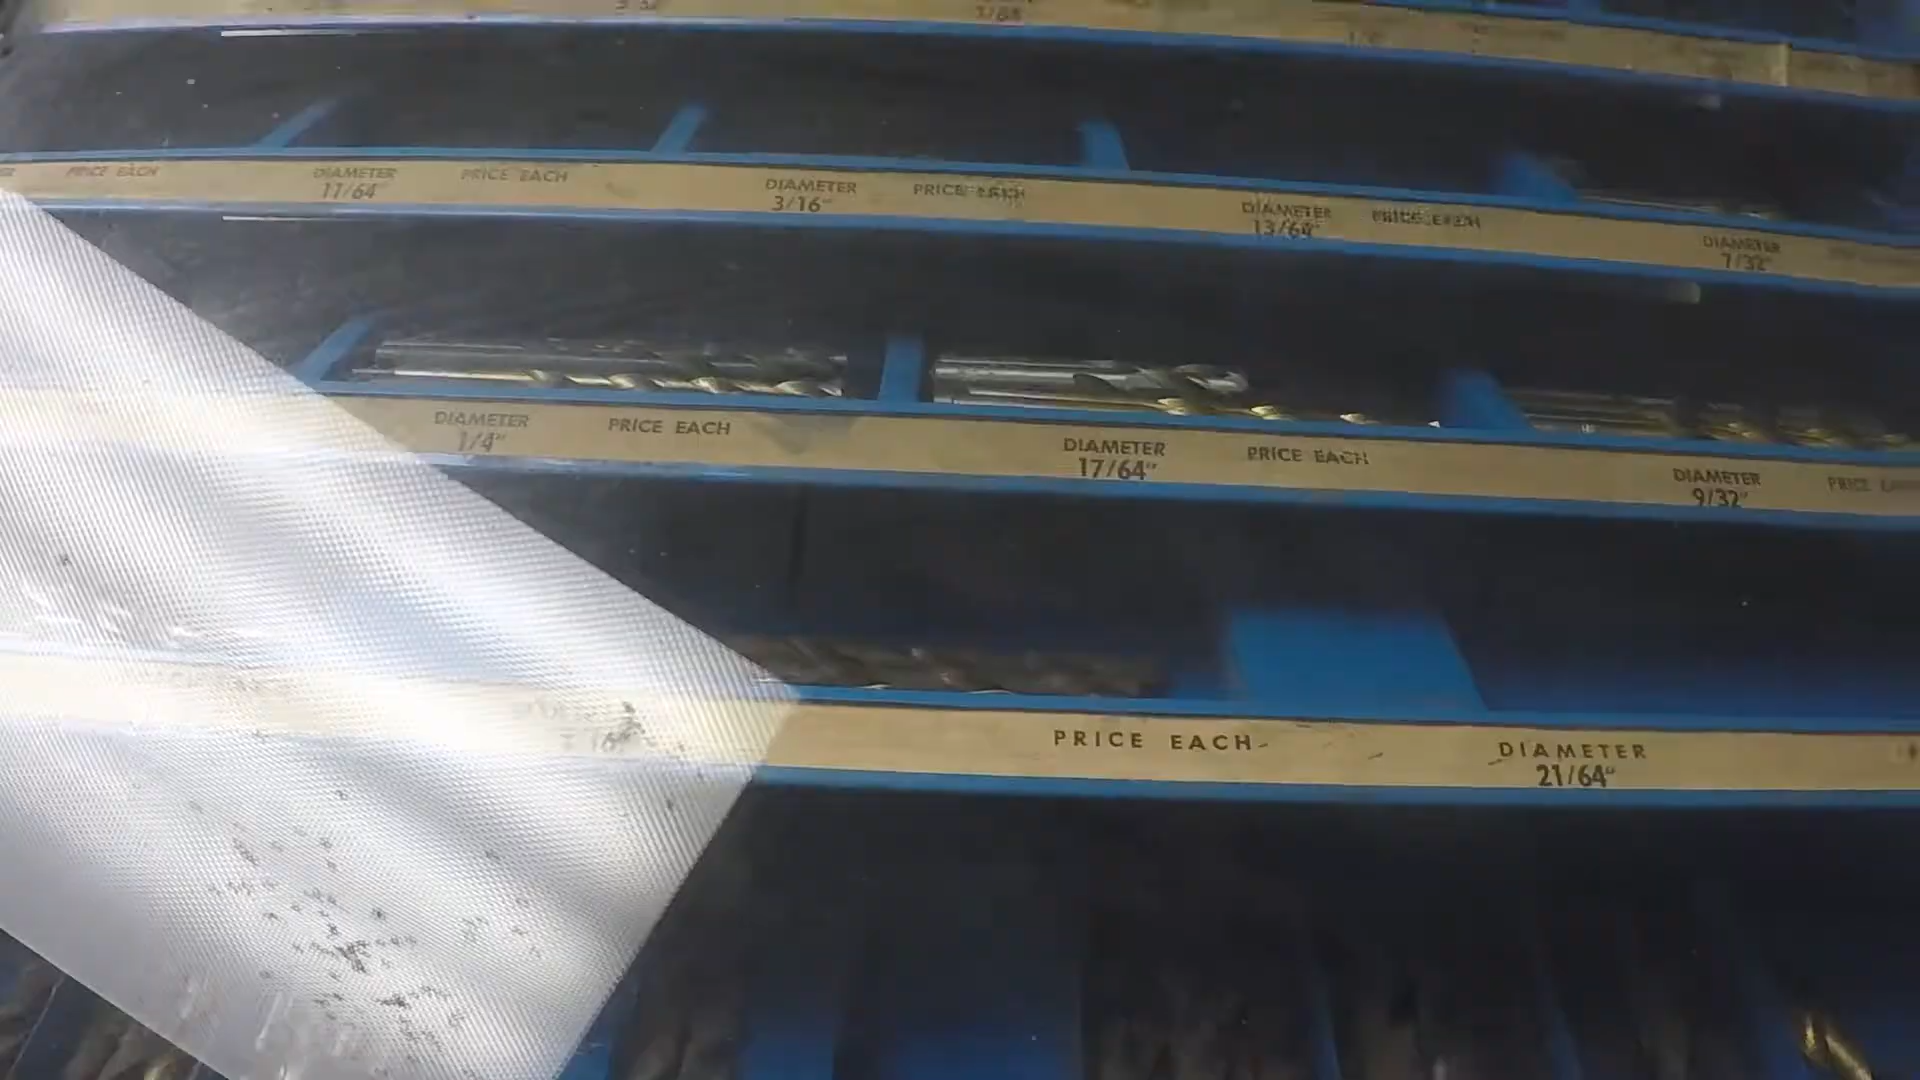 PRICE EACH DIAMETER PRICE EACH DIAMETER PRICE EACH DIAMETER PRICE EACH DIAMETER
11/64" 3/16" 13/64" 7/32"
DIAMETER PRICE EACH DIAMETER PRICE EACH DIAMETER PRICE
1/4" 17/64" 9/32"
PRICE EACH DIAMETER
21/64"